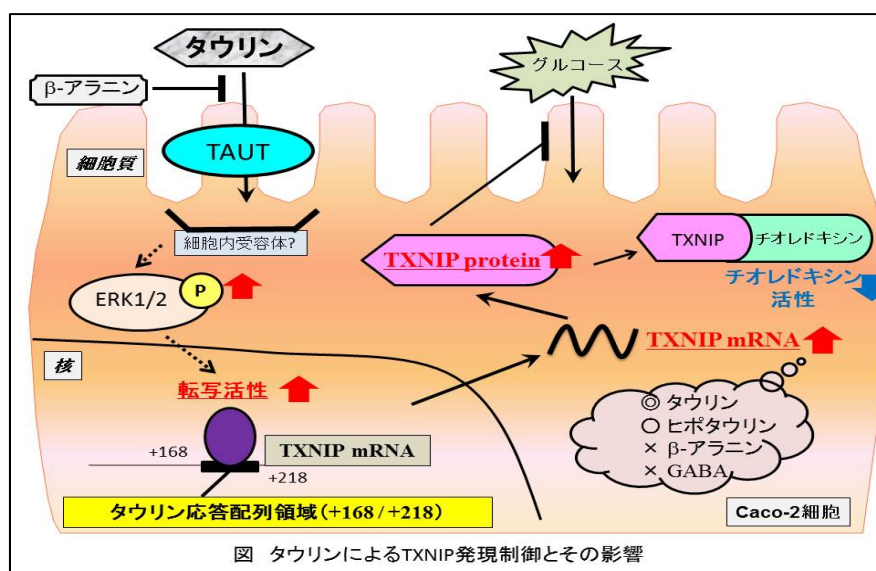 タウリン
β-アラニン
グルコース
TAUT
細胞質
細胞内受容体?
TXNIP protein
TXNIP
チオレドキシン
チオレドキシン
活性
ERK1/2
P
TXNIP mRNA
核
転写活性
◎ タウリン
○ ヒポタウリン
× β-アラニン
× GABA
+168
TXNIP mRNA
+218
タウリン応答配列領域(+168/+218)
Caco-2細胞
図 タウリンによるTXNIP発現制御とその影響